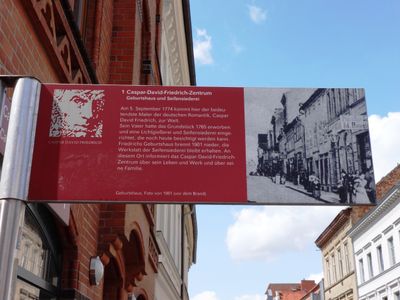 1 Caspar-David-Friedrich-Zentrum
Geburtshaus und Seifensiederei
Am 5. September 1774 kommt hier der bedeu-
tendste Maler der deutschen Romantik, Caspar
David Friedrich, zur Welt.
Sein Vater hatte das Grundstück 1765 erworben
und eine Lichtgießerei und Seifensiederei einge-
richtet, die noch heute besichtigt werden kann.
Friedrichs Geburtshaus brennt 1901 nieder, die
Werkstatt der Seifensiederei bleibt erhalten. An
diesem Ort informiert das Caspar-David-Friedrich-
Zentrum über sein Leben und Werk und über sei-
ne Familie.
CASPAR DAVID FRIEDRICH
Geburtshaus, Foto von 1901 (vor dem Brand)